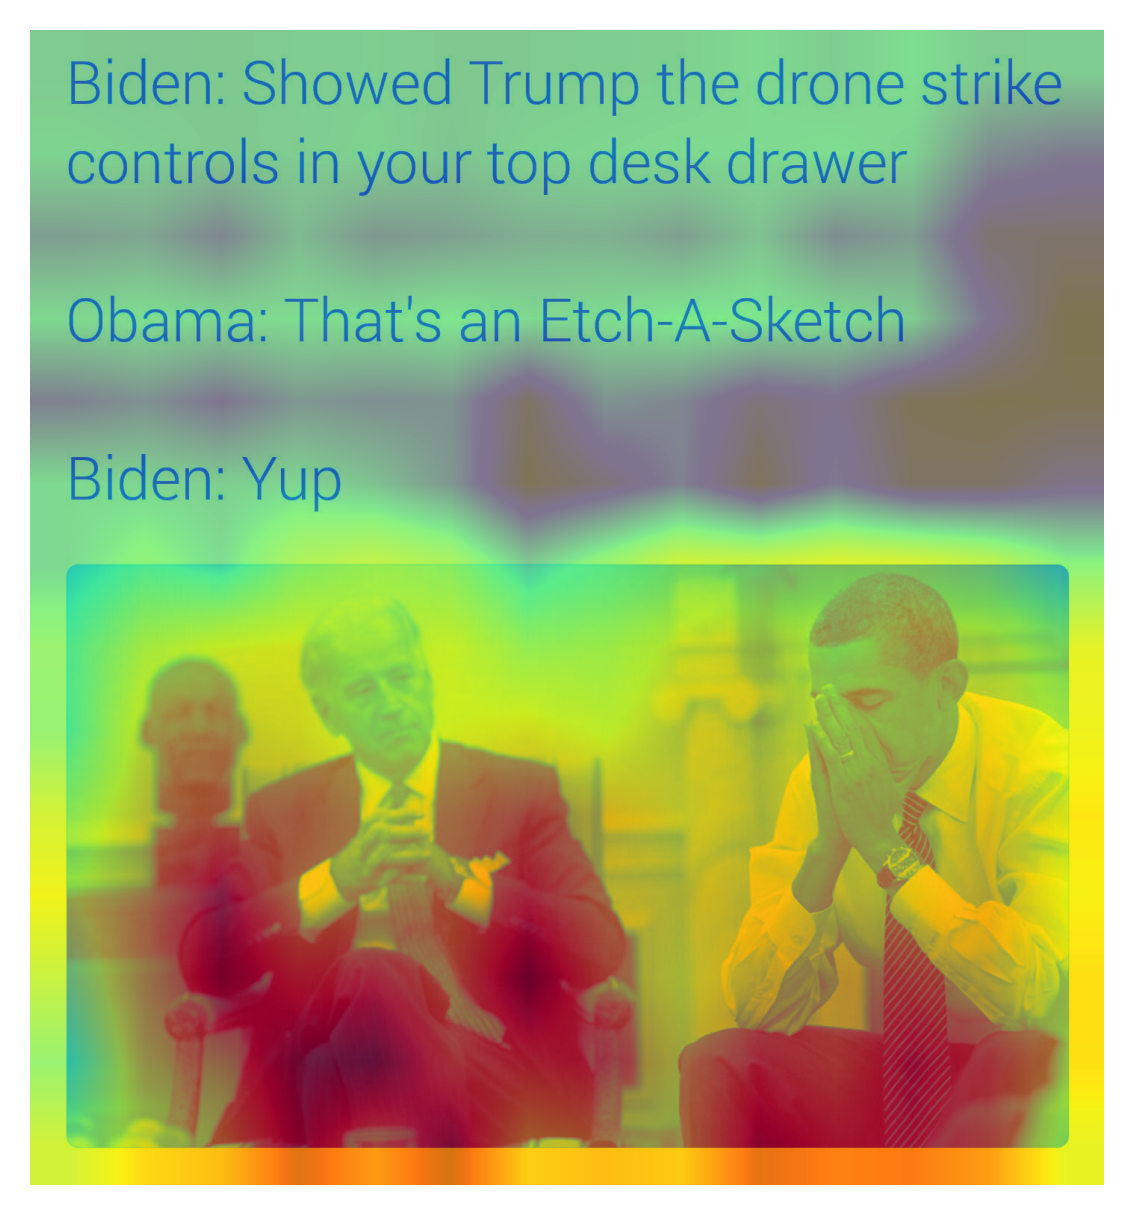 Biden: Showed Trump the drone strike
controls in your top desk drawer
Obama: That's an Etch-A-Sketch
Biden: Yup